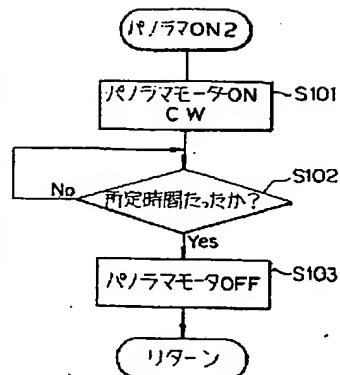 パノラマON2
パノラマモーターON
CW
S101
所定時間たったか?
S102
No
Yes
パノラマモータOFF
S103
リターン